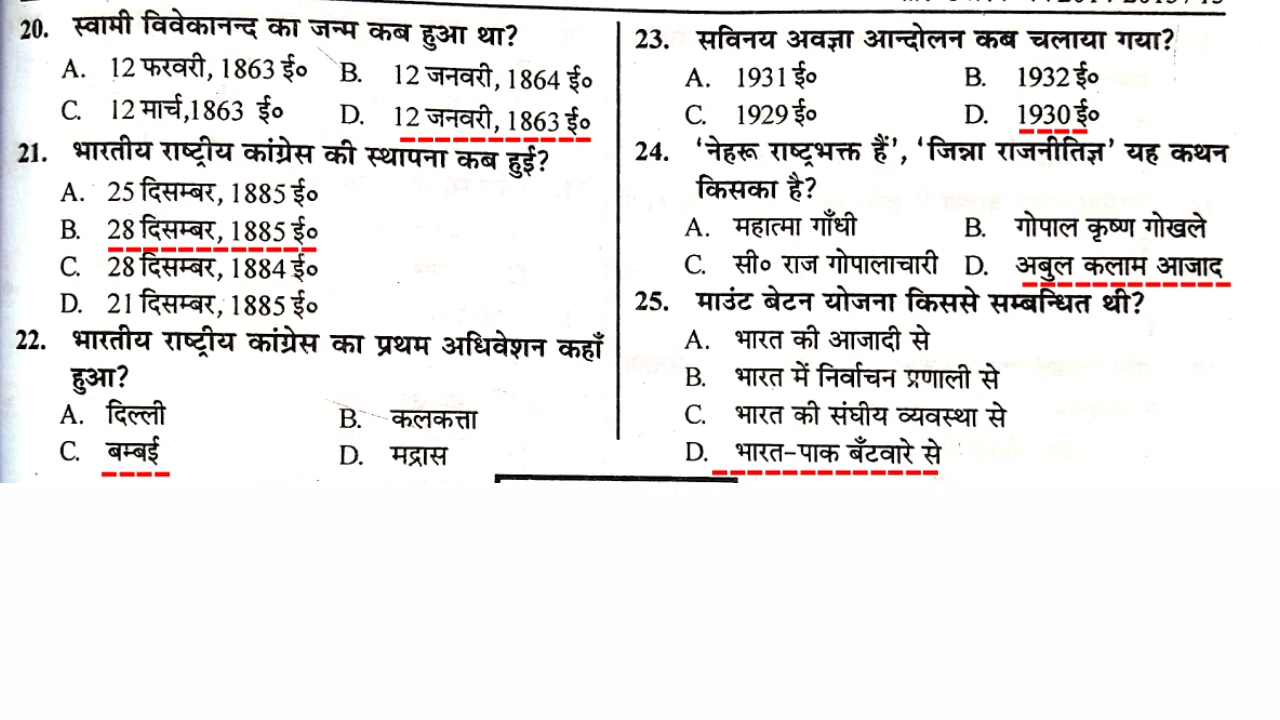 20. स्वामी विवेकानन्द का जन्म कब हुआ था?
A. 12 फरवरी, 1863 ई० B. 12 जनवरी, 1864 ई०
C. 12 मार्च,1863 ई० D. 12 जनवरी, 1863 ई०
21. भारतीय राष्ट्रीय कांग्रेस की स्थापना कब हुई?
A. 25 दिसम्बर, 1885 ई०
B. 28 दिसम्बर, 1885 ई०
C. 28 दिसम्बर, 1884 ई०
D. 21 दिसम्बर, 1885 ई०
22. भारतीय राष्ट्रीय कांग्रेस का प्रथम अधिवेशन कहाँ
हुआ?
A. दिल्ली B. कलकत्ता
C. बम्बई D. मद्रास
23. सविनय अवज्ञा आन्दोलन कब चलाया गया?
A. 1931 ई० B. 1932 ई०
C. 1929 ई० D. 1930 ई०
24. ‘नेहरू राष्ट्रभक्त हैं’, ‘जिन्ना राजनीतिज्ञ’ यह कथन
किसका है?
A. महात्मा गाँधी B. गोपाल कृष्ण गोखले
C. सी० राज गोपालाचारी D. अबुल कलाम आजाद
25. माउंट बेटन योजना किससे सम्बन्धित थी?
A. भारत की आजादी से
B. भारत में निर्वाचन प्रणाली से
C. भारत की संघीय व्यवस्था से
D. भारत-पाक बँटवारे से